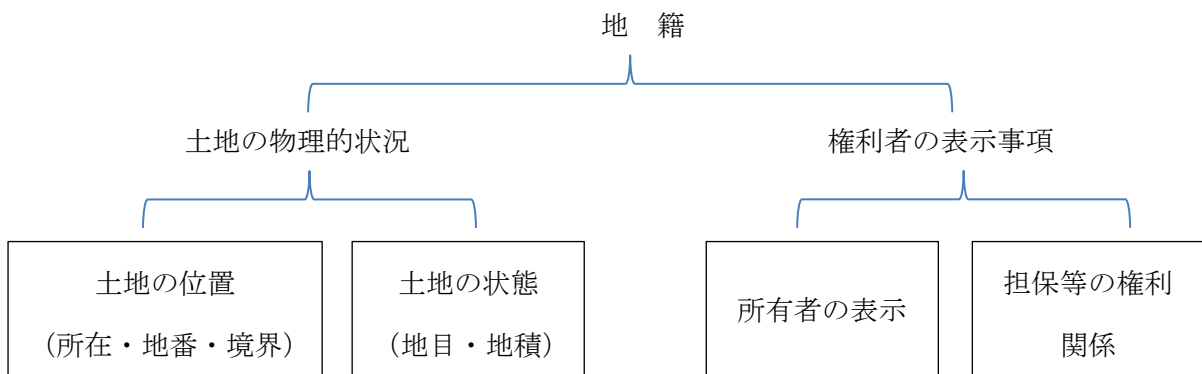 地　籍
土地の物理的状況
権利者の表示事項
土地の位置
（所在・地番・境界）
土地の状態
（地目・地積）
所有者の表示
担保等の権利
関係